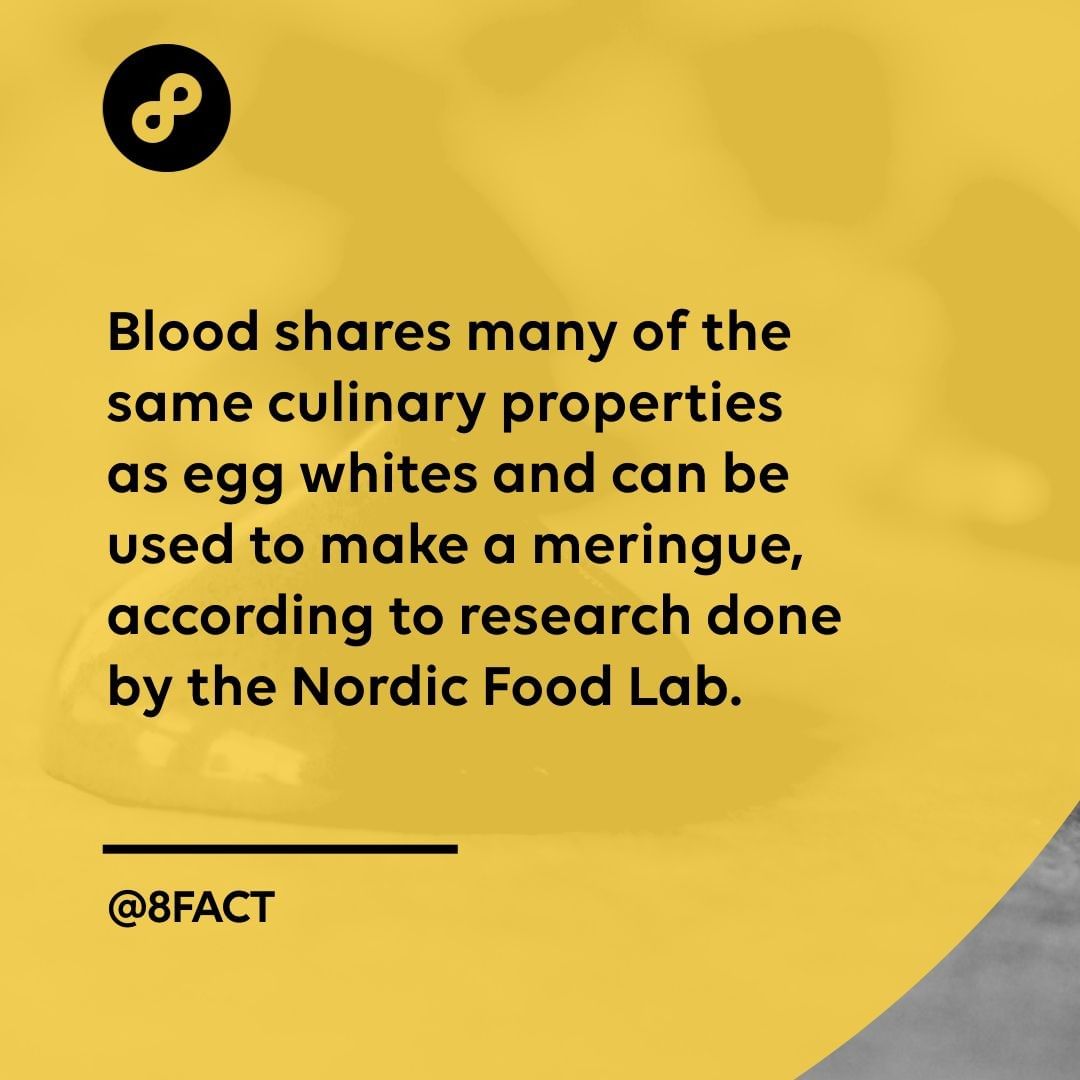 Blood shares many of the
same culinary properties
as egg whites and can be
used to make a meringue,
according to research done
by the Nordic Food Lab.
@8FACT